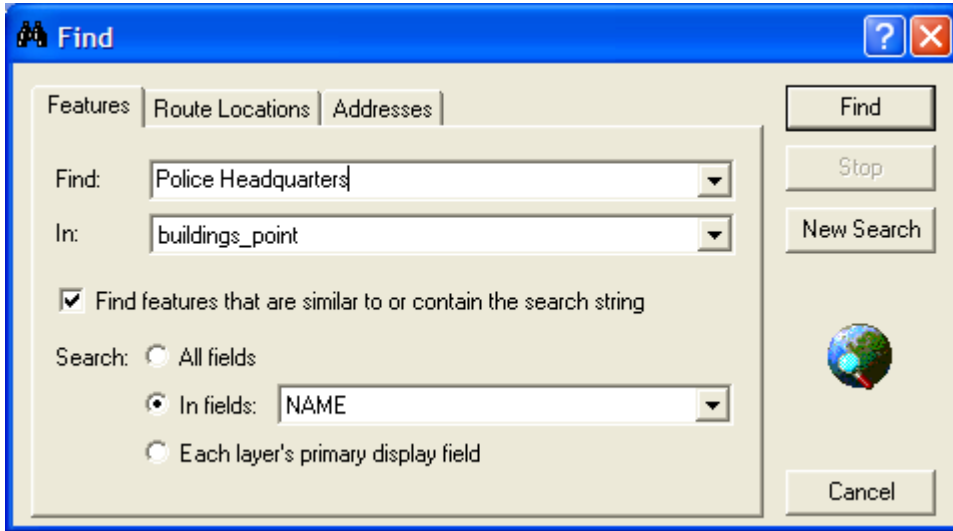 Find
Features Route Locations Addresses
Find
Find: Police Headquarters
Stop
In: buildings_point
New Search
Find features that are similar to or contain the search string
Search: All fields
In fields: NAME
Each layer's primary display field
Cancel